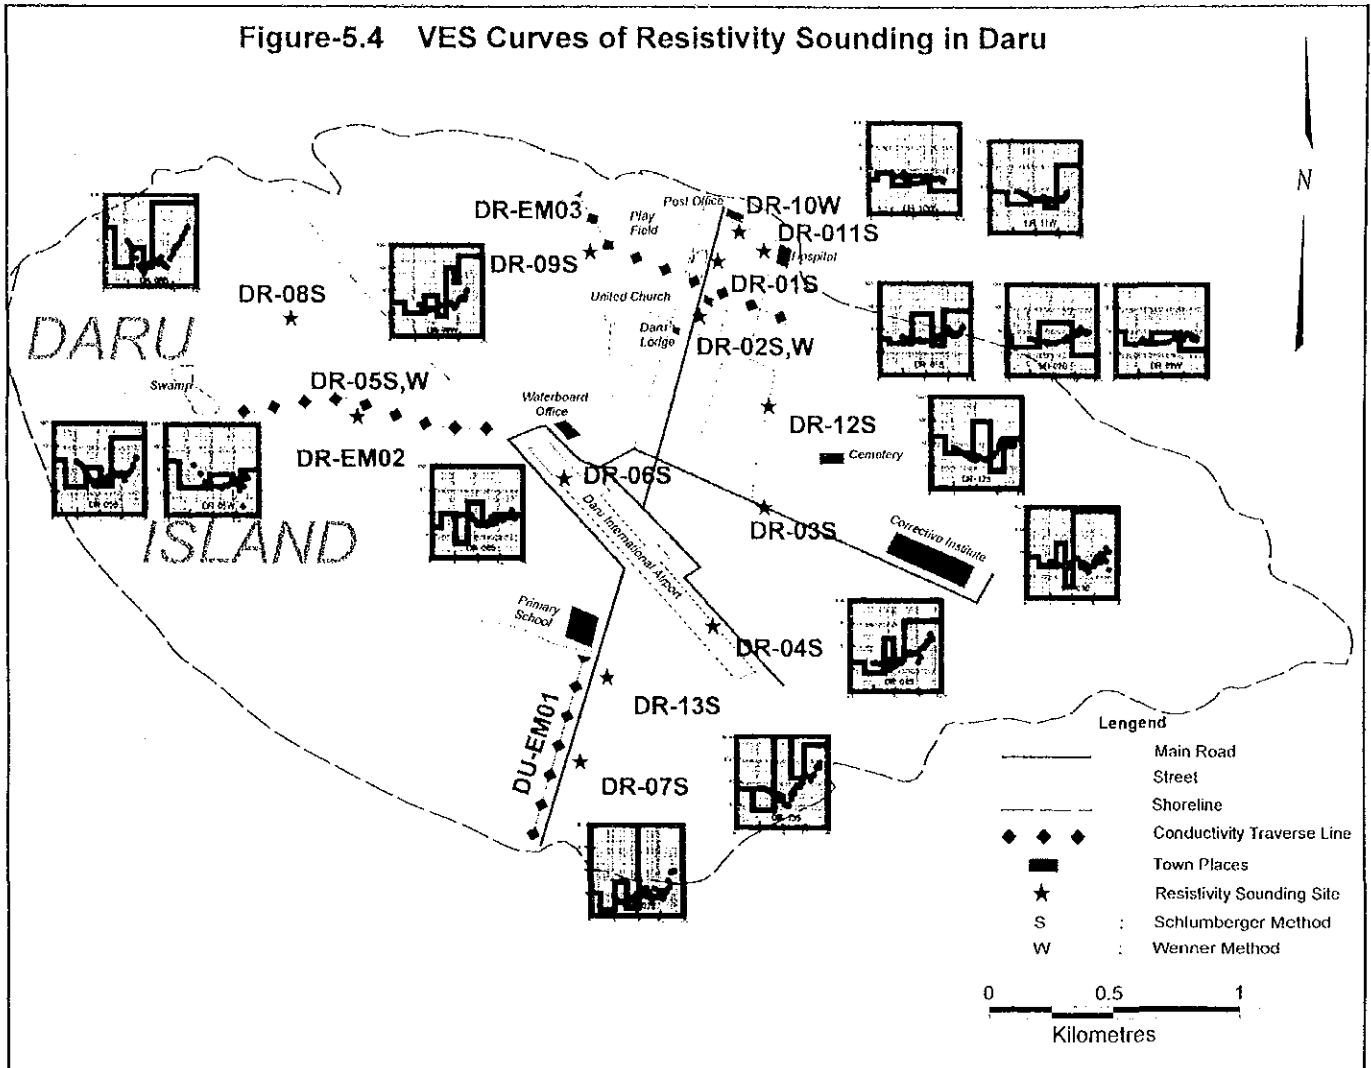 Figure-5.4 VES Curves of Resistivity Sounding in Daru
N
DR-EM03
Play
Field
Post Office
DR-10W
DR-011S
Hospital
DR-09S
DR-08S
United Church
DR-01S
Daru
Lodge
DR-02S,W
DARU
Swamp
DR-05S,W
Waterboard
Office
DR-12S
Cemetery
DR-EM02
DR-06S
DR-03S
ISLAND
Daru International Airport
Corrective Institute
Primary
School
DR-04S
DU-EM01
DR-13S
DR-07S
Lengend
Main Road
Street
Shoreline
Conductivity Traverse Line
Town Places
Resistivity Sounding Site
S : Schlumberger Method
W : Wenner Method
0 0.5 1
Kilometres